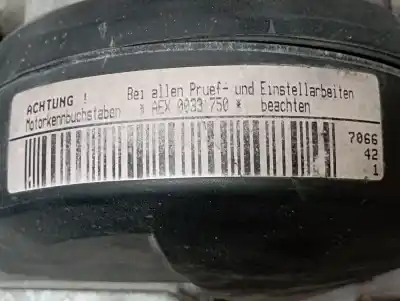 ACHTUNG ! Bei allen Pruef- und Einstellarbeiten
Motorkennbuchstaben * AEX 0033 750 * beachten
7066
42
1